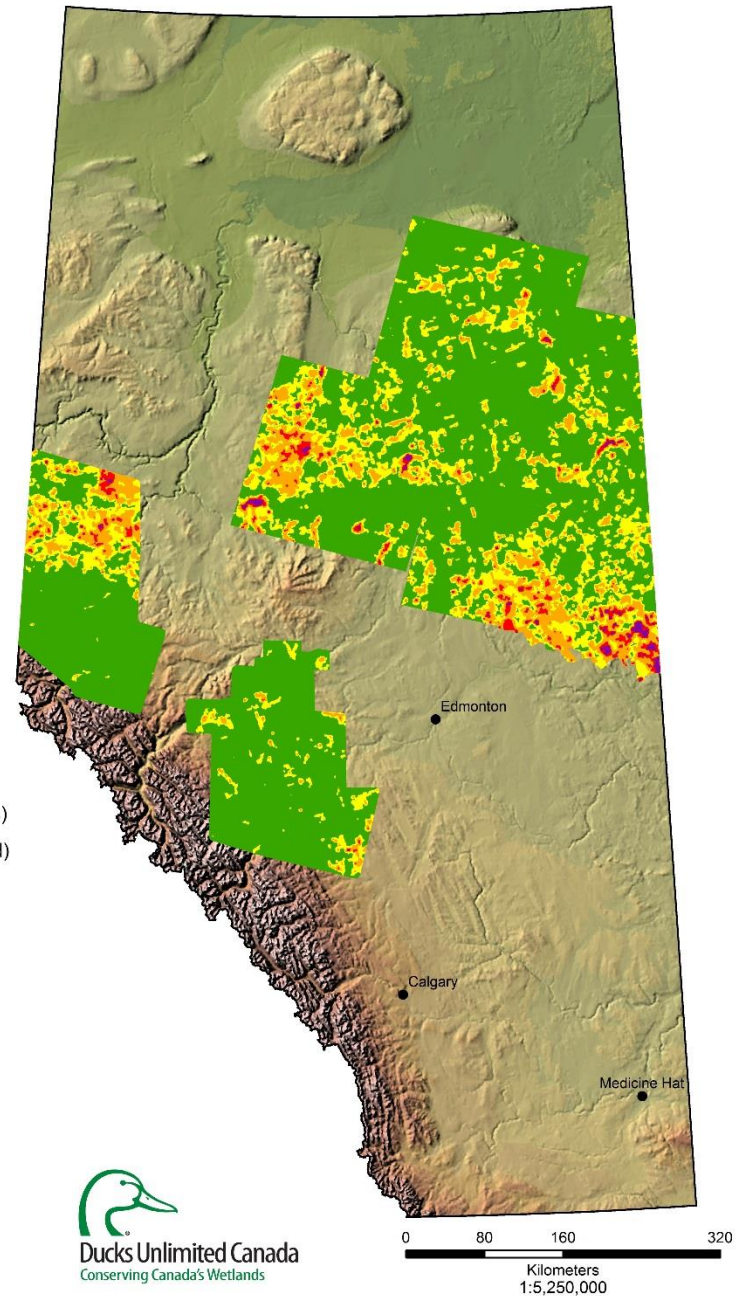 Edmonton
)
l)
Calgary
Medicine Hat
Ducks Unlimited Canada
Conserving Canada's Wetlands
0 80 160 320
Kilometers
1:5,250,000